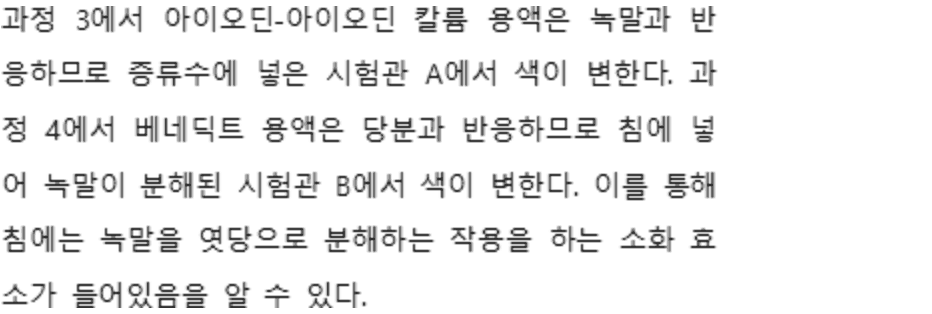 과정 3에서 아이오딘-아이오딘 칼륨 용액은 녹말과 반
응하므로 증류수에 넣은 시험관 A에서 색이 변한다. 과
정 4에서 베네딕트 용액은 당분과 반응하므로 침에 넣
어 녹말이 분해된 시험관 B에서 색이 변한다. 이를 통해
침에는 녹말을 엿당으로 분해하는 작용을 하는 소화 효
소가 들어있음을 알 수 있다.